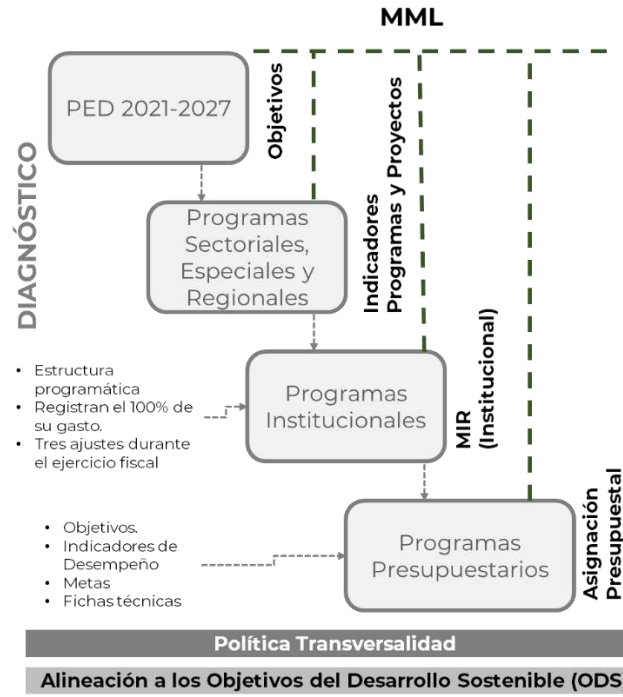 MML
PED 2021-2027
Objetivos
DIAGNÓSTICO
Programas
Sectoriales,
Especiales y
Regionales
Indicadores
Programas y Proyectos
• Estructura
programática
• Registran el 100% de
su gasto.
• Tres ajustes durante
el ejercicio fiscal
Programas
Institucionales
MIR
(Institucional)
• Objetivos.
• Indicadores de
Desempeño
• Metas
• Fichas técnicas
Programas
Presupuestarios
Asignación
Presupuestal
Política Transversalidad
Alineación a los Objetivos del Desarrollo Sostenible (ODS